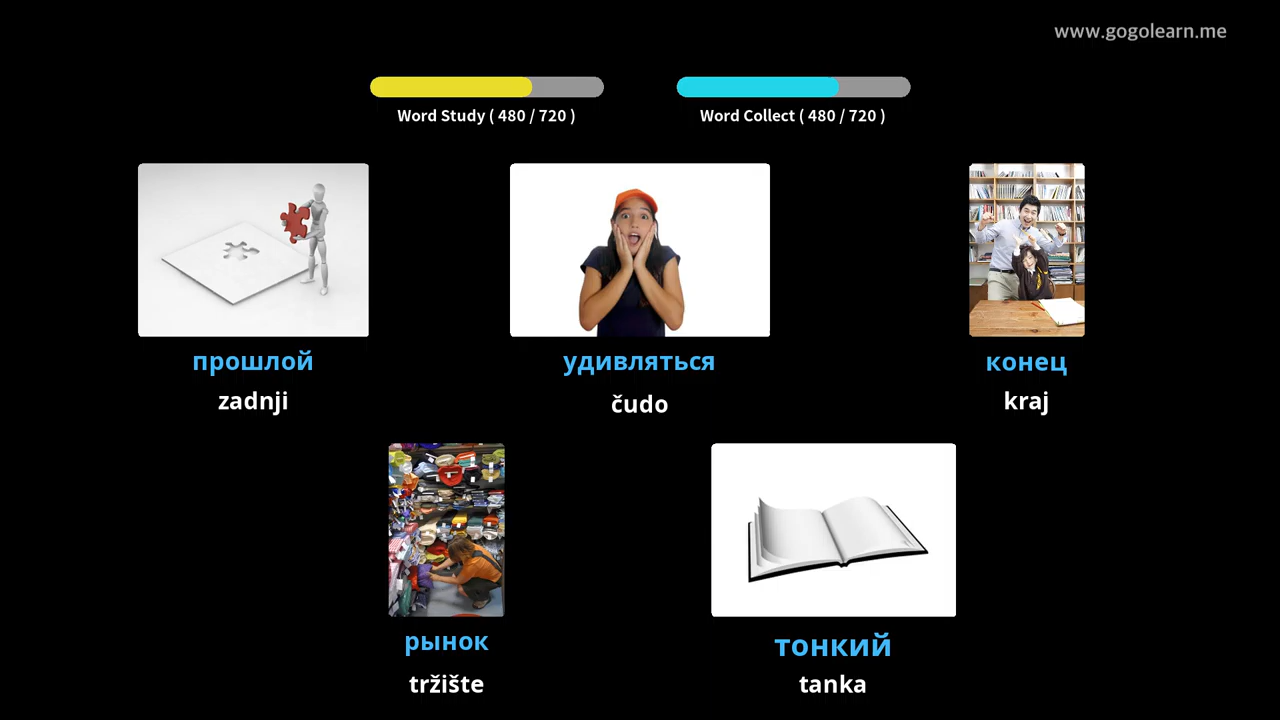 www.gogolearn.me
Word Study ( 480 / 720 )
Word Collect ( 480 / 720 )
прошлой
zadnji
удивляться
čudo
конец
kraj
рынок
tržište
тонкий
tanka